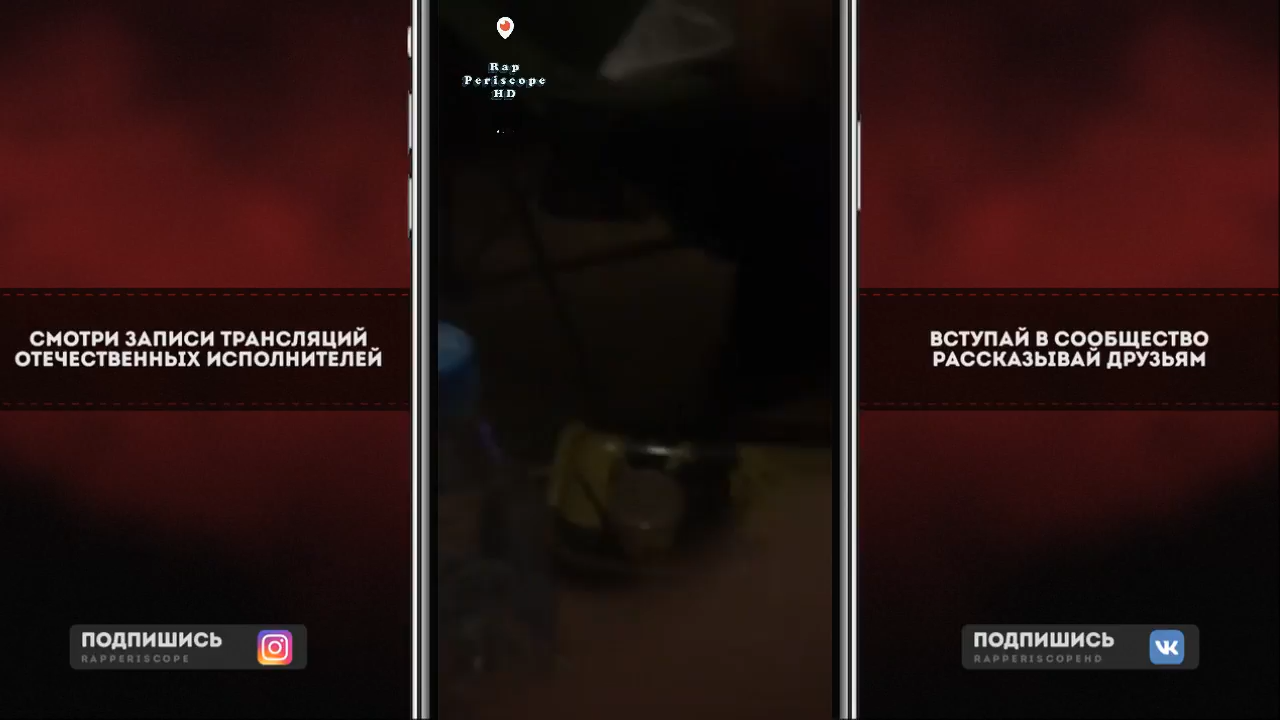 Rap
Periscope
HD
СМОТРИ ЗАПИСИ ТРАНСЛЯЦИЙ
ОТЕЧЕСТВЕННЫХ ИСПОЛНИТЕЛЕЙ
ВСТУПАЙ В СООБЩЕСТВО
РАССКАЗЫВАЙ ДРУЗЬЯМ
ПОДПИШИСЬ
RAPPERISCOPE
ПОДПИШИСЬ
RAPPERISCOPEHD